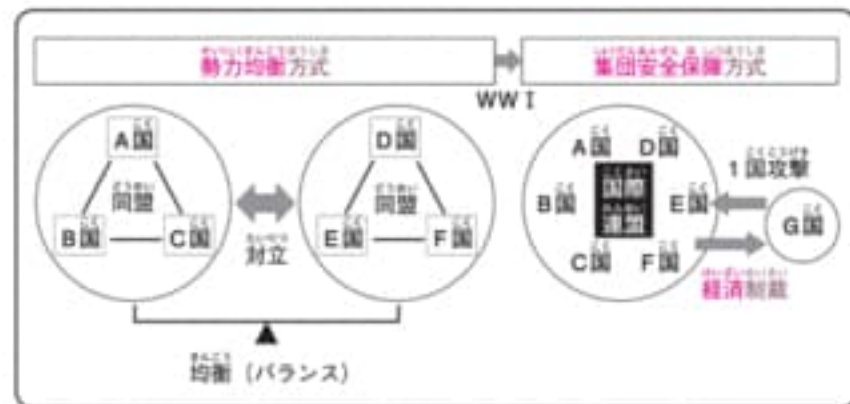 勢力均衡方式
集団安全保障方式
WWⅠ
A国
同盟
B国
C国
対立
D国
同盟
E国
F国
均衡（バランス）
A国
D国
B国
国際
連盟
E国
C国
F国
1国攻撃
G国
経済制裁